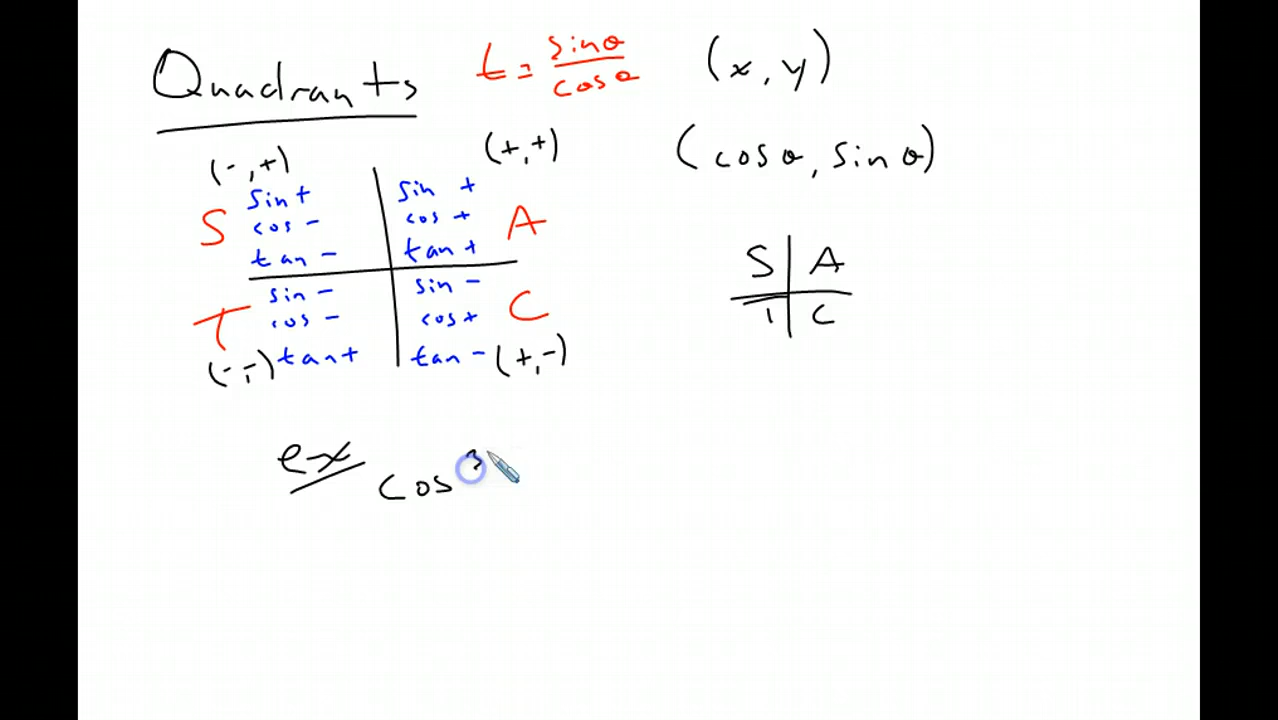 Quadrants
t = sinθ / cosθ
(x, y)
(cosθ, sinθ)
(-, +)
(+, +)
S
sin +
cos -
tan -
sin +
cos +
tan +
A
T
sin -
cos -
tan +
(-, -)
sin -
cos +
tan -
C
(+, -)
S A
T C
ex cos 3